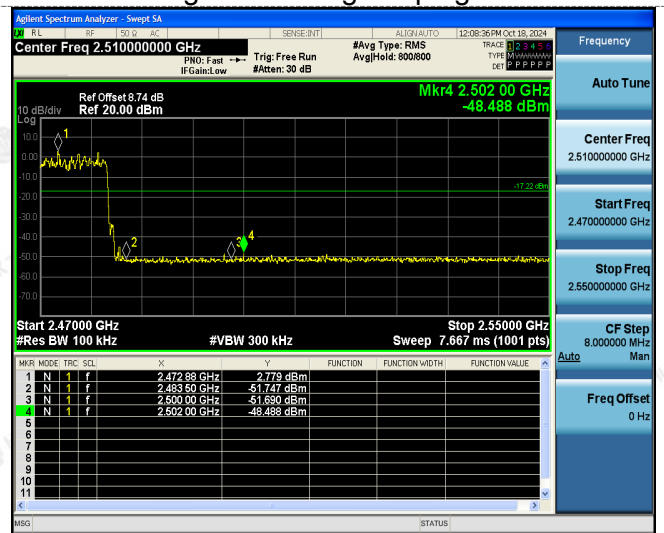 Agilent Spectrum Analyzer - Swept SA
LXI RL RF 50 Ω AC SENSE:INT ALIGN AUTO 12:08:36 PM Oct 18, 2024
Center Freq 2.510000000 GHz
PNO: Fast
IFGain:Low
Trig: Free Run
#Atten: 30 dB
#Avg Type: RMS
Avg|Hold: 800/800
TRACE 1 2 3 4 5 6
TYPE M
DET P P P P P P
Ref Offset 8.74 dB
Ref 20.00 dBm
10 dB/div
Log
Mkr4 2.502 00 GHz
-48.488 dBm
10.0
0.00
-10.0
-20.0
-30.0
-40.0
-50.0
-60.0
-70.0
1
2
3
4
-17.22 dBm
Start 2.47000 GHz
Stop 2.55000 GHz
#Res BW 100 kHz #VBW 300 kHz Sweep 7.667 ms (1001 pts)
MKR MODE TRC SCL X Y FUNCTION FUNCTION WIDTH FUNCTION VALUE
1 N 1 f 2.472 88 GHz 2.779 dBm
2 N 1 f 2.483 50 GHz -51.747 dBm
3 N 1 f 2.500 00 GHz -51.690 dBm
4 N 1 f 2.502 00 GHz -48.488 dBm
5
6
7
8
9
10
11
MSG STATUS
Frequency
Auto Tune
Center Freq
2.510000000 GHz
Start Freq
2.470000000 GHz
Stop Freq
2.550000000 GHz
CF Step
8.000000 MHz
Auto Man
Freq Offset
0 Hz